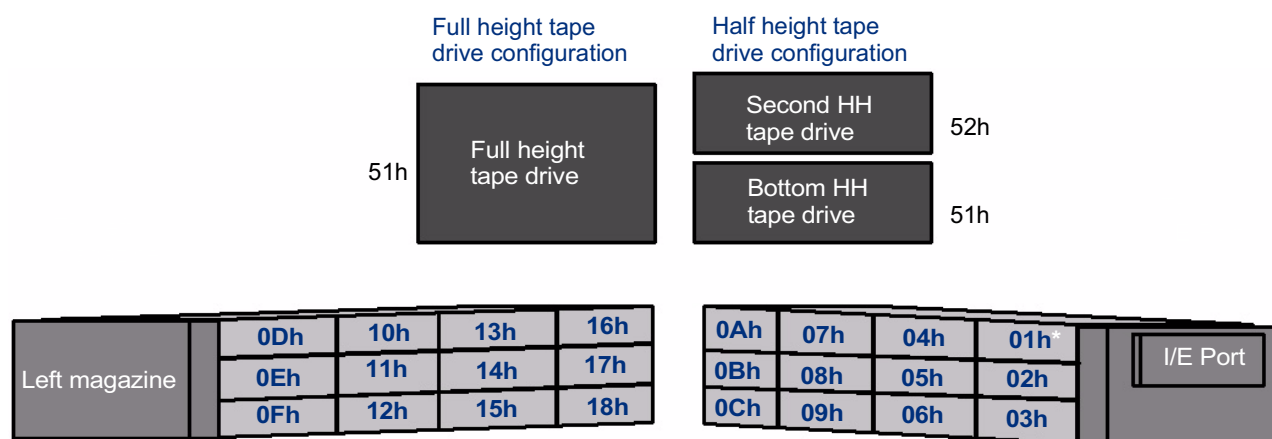 Full height tape
drive configuration
Half height tape
drive configuration
51h
Full height
tape drive
Second HH
tape drive
52h
Bottom HH
tape drive
51h
Left magazine
0Dh 10h 13h 16h
0Eh 11h 14h 17h
0Fh 12h 15h 18h
0Ah 07h 04h 01h*
0Bh 08h 05h 02h
0Ch 09h 06h 03h
I/E Port